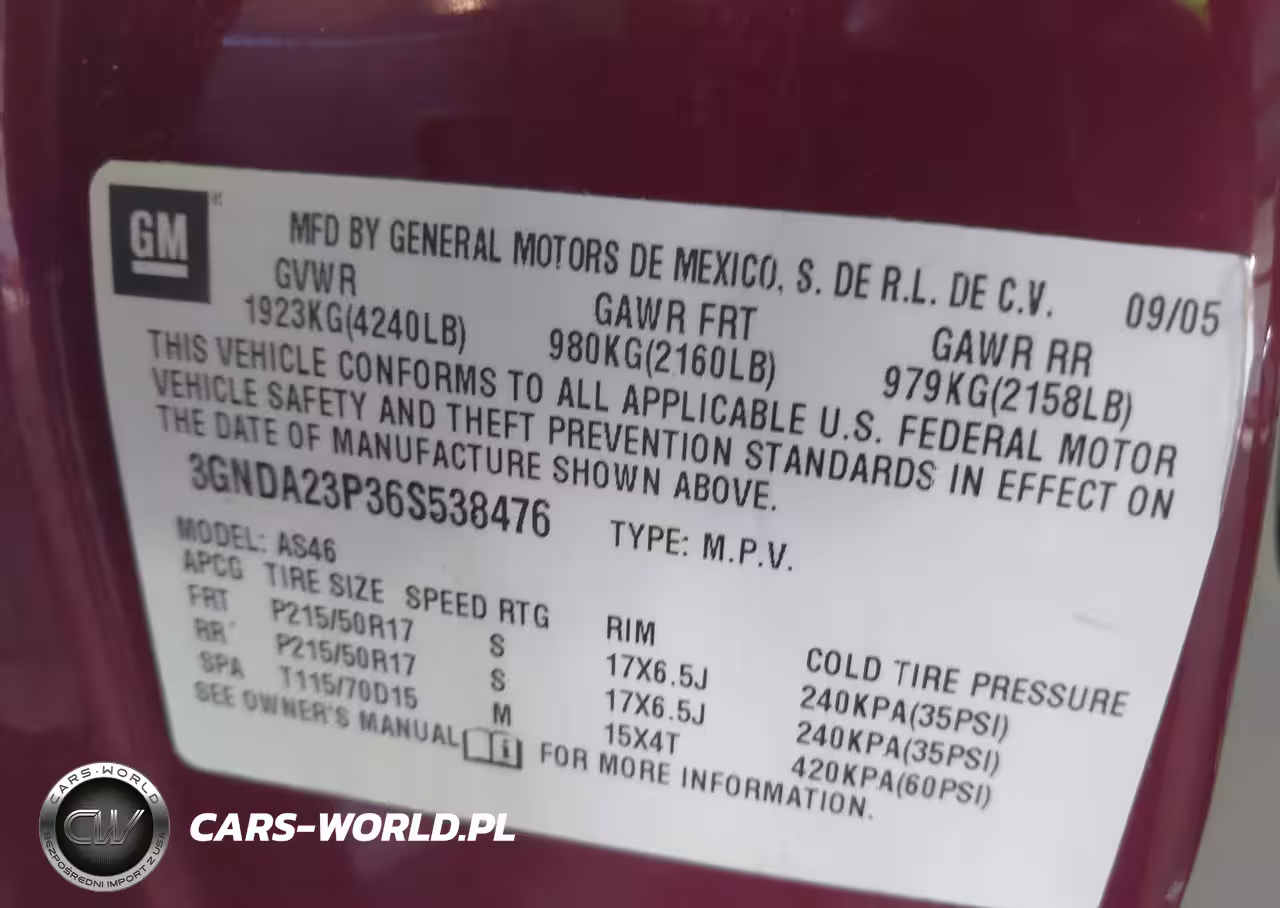 GM
MFD BY GENERAL MOTORS DE MEXICO, S. DE R.L. DE C.V. 09/05
GVWR GAWR FRT GAWR RR
1923KG(4240LB) 980KG(2160LB) 979KG(2158LB)
THIS VEHICLE CONFORMS TO ALL APPLICABLE U.S. FEDERAL MOTOR
VEHICLE SAFETY AND THEFT PREVENTION STANDARDS IN EFFECT ON
THE DATE OF MANUFACTURE SHOWN ABOVE.
3GNDA23P36S538476 TYPE: M.P.V.
MODEL: AS46
APCG TIRE SIZE SPEED RTG RIM COLD TIRE PRESSURE
FRT P215/50R17 S 17X6.5J 240KPA(35PSI)
RR P215/50R17 S 17X6.5J 240KPA(35PSI)
SPA T115/70D15 M 15X4T 420KPA(60PSI)
SEE OWNER'S MANUAL i FOR MORE INFORMATION.
CARS-WORLD
CW
BEZPOŚREDNI IMPORT Z USA
CARS-WORLD.PL